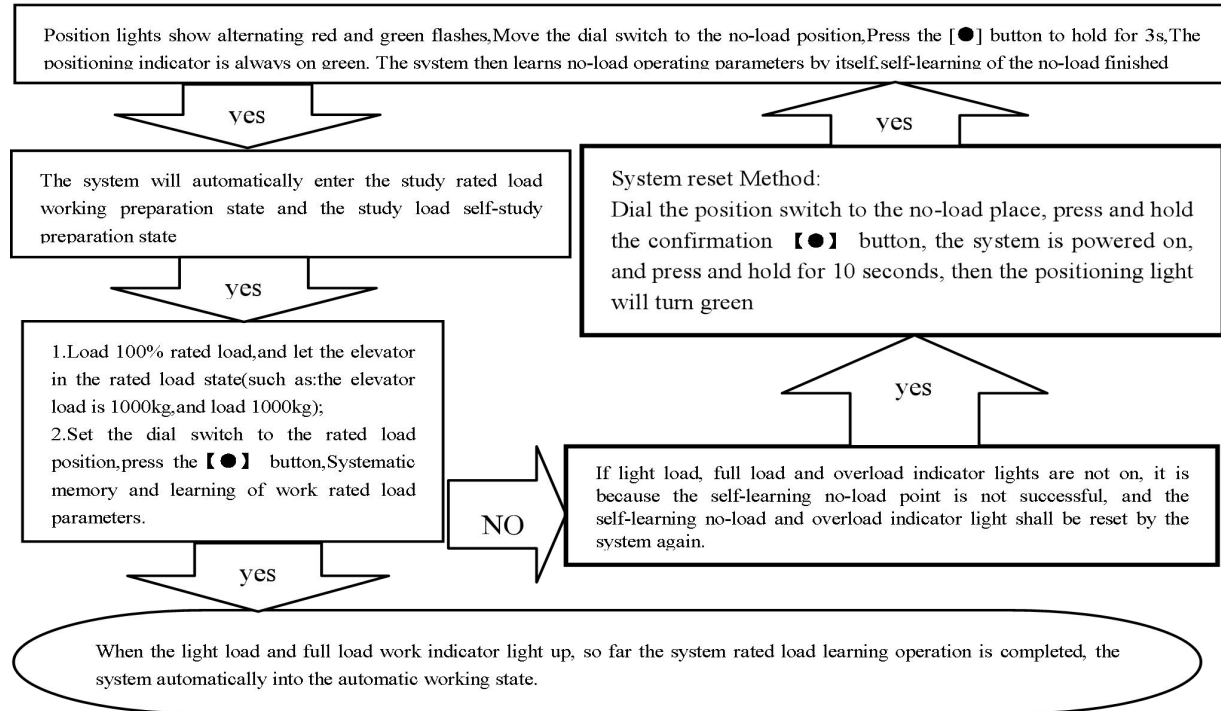 Position lights show alternating red and green flashes,Move the dial switch to the no-load position,Press the [●] button to hold for 3s,The
positioning indicator is always on green. The system then learns no-load operating parameters by itself,self-learning of the no-load finished
yes
yes
The system will automatically enter the study rated load
working preparation state and the study load self-study
preparation state
System reset Method:
Dial the position switch to the no-load place, press and hold
the confirmation 【●】 button, the system is powered on,
and press and hold for 10 seconds, then the positioning light
will turn green
yes
yes
1.Load 100% rated load,and let the elevator
in the rated load state(such as:the elevator
load is 1000kg,and load 1000kg);
2.Set the dial switch to the rated load
position,press the【●】 button,Systematic
memory and learning of work rated load
parameters.
NO
If light load, full load and overload indicator lights are not on, it is
because the self-learning no-load point is not successful, and the
self-learning no-load and overload indicator light shall be reset by the
system again.
yes
When the light load and full load work indicator light up, so far the system rated load learning operation is completed, the
system automatically into the automatic working state.